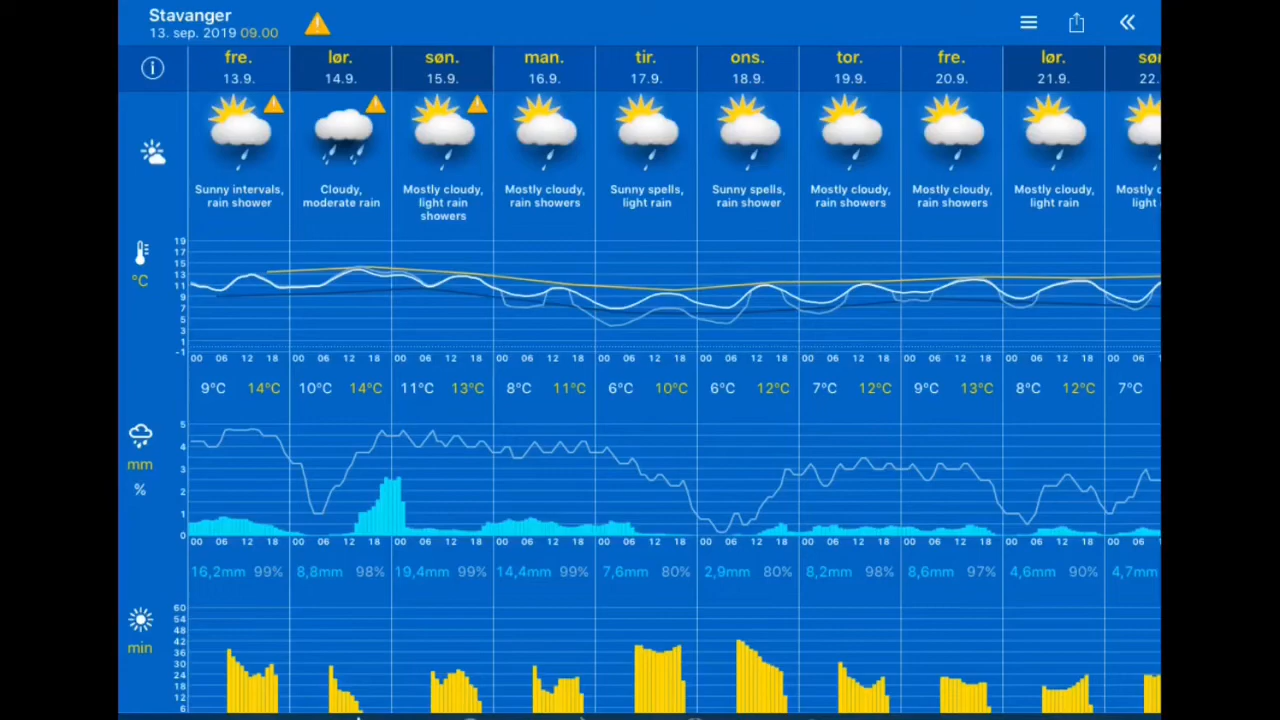 Stavanger
13. sep. 2019 09.00
fre. lør. søn. man. tir. ons. tor. fre. lør. søn
13.9. 14.9. 15.9. 16.9. 17.9. 18.9. 19.9. 20.9. 21.9. 22.
Sunny intervals, Cloudy, Mostly cloudy, Mostly cloudy, Sunny spells, Sunny spells, Mostly cloudy, Mostly cloudy, Mostly cloudy, Mostly c
rain shower moderate rain light rain rain showers light rain rain shower rain showers rain showers light rain light
showers
19
17
15
13
°C 11
9
7
5
3
1
-1
00 06 12 18 00 06 12 18 00 06 12 18 00 06 12 18 00 06 12 18 00 06 12 18 00 06 12 18 00 06 12 18 00 06 12 18 00 06
9°C 14°C 10°C 14°C 11°C 13°C 8°C 11°C 6°C 10°C 6°C 12°C 7°C 12°C 9°C 13°C 8°C 12°C 7°C
5
4
mm 3
% 2
1
0
00 06 12 18 00 06 12 18 00 06 12 18 00 06 12 18 00 06 12 18 00 06 12 18 00 06 12 18 00 06 12 18 00 06 12 18 00 06
16,2mm 99% 8,8mm 98% 19,4mm 99% 14,4mm 99% 7,6mm 80% 2,9mm 80% 8,2mm 98% 8,6mm 97% 4,6mm 90% 4,7mm
60
54
48
42
min 36
30
24
18
12
6